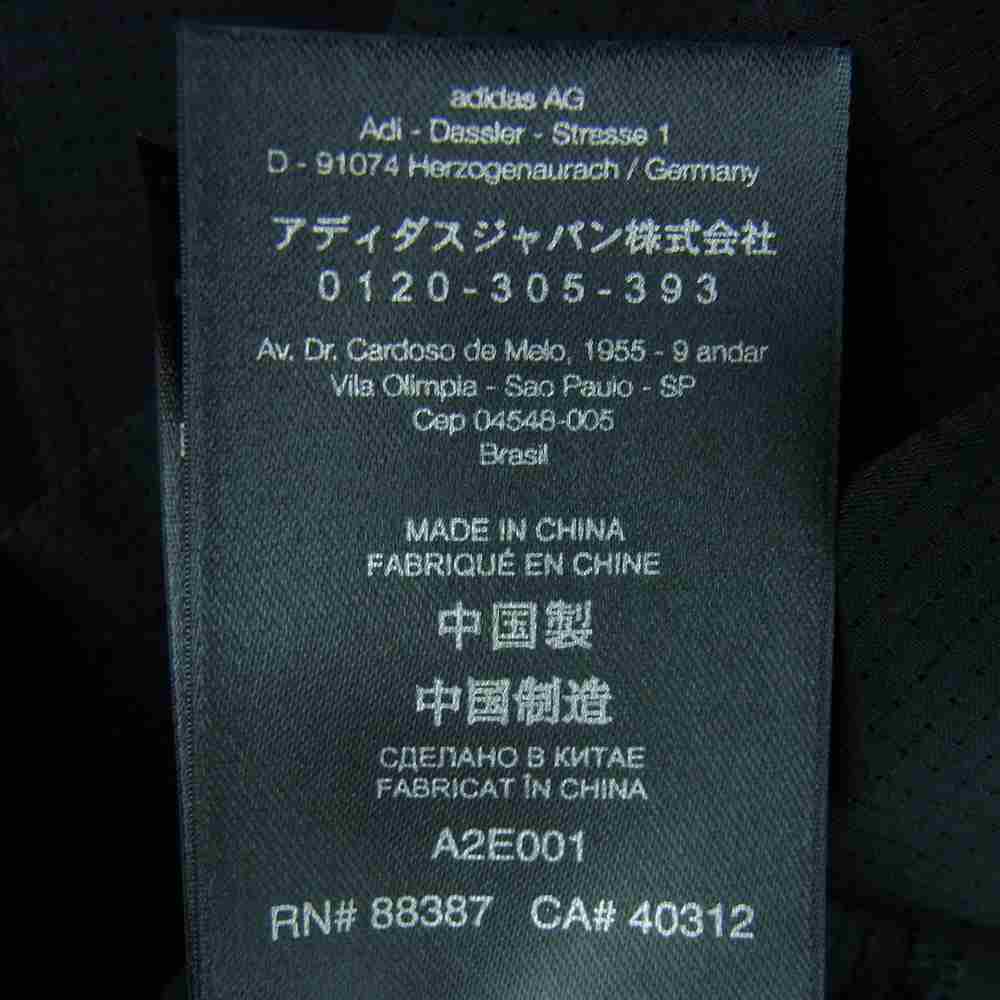 adidas AG
Adi - Dassler - Strasse 1
D - 91074 Herzogenaurach / Germany
アディダスジャパン株式会社
0120-305-393
Av. Dr. Cardoso de Melo, 1955 - 9 andar
Vila Olimpia - Sao Paulo - SP
Cep 04548-005
Brasil
MADE IN CHINA
FABRIQUÉ EN CHINE
中国製
中国制造
СДЕЛАНО В КИТАЕ
FABRICAT ÎN CHINA
A2E001
RN# 88387 CA# 40312